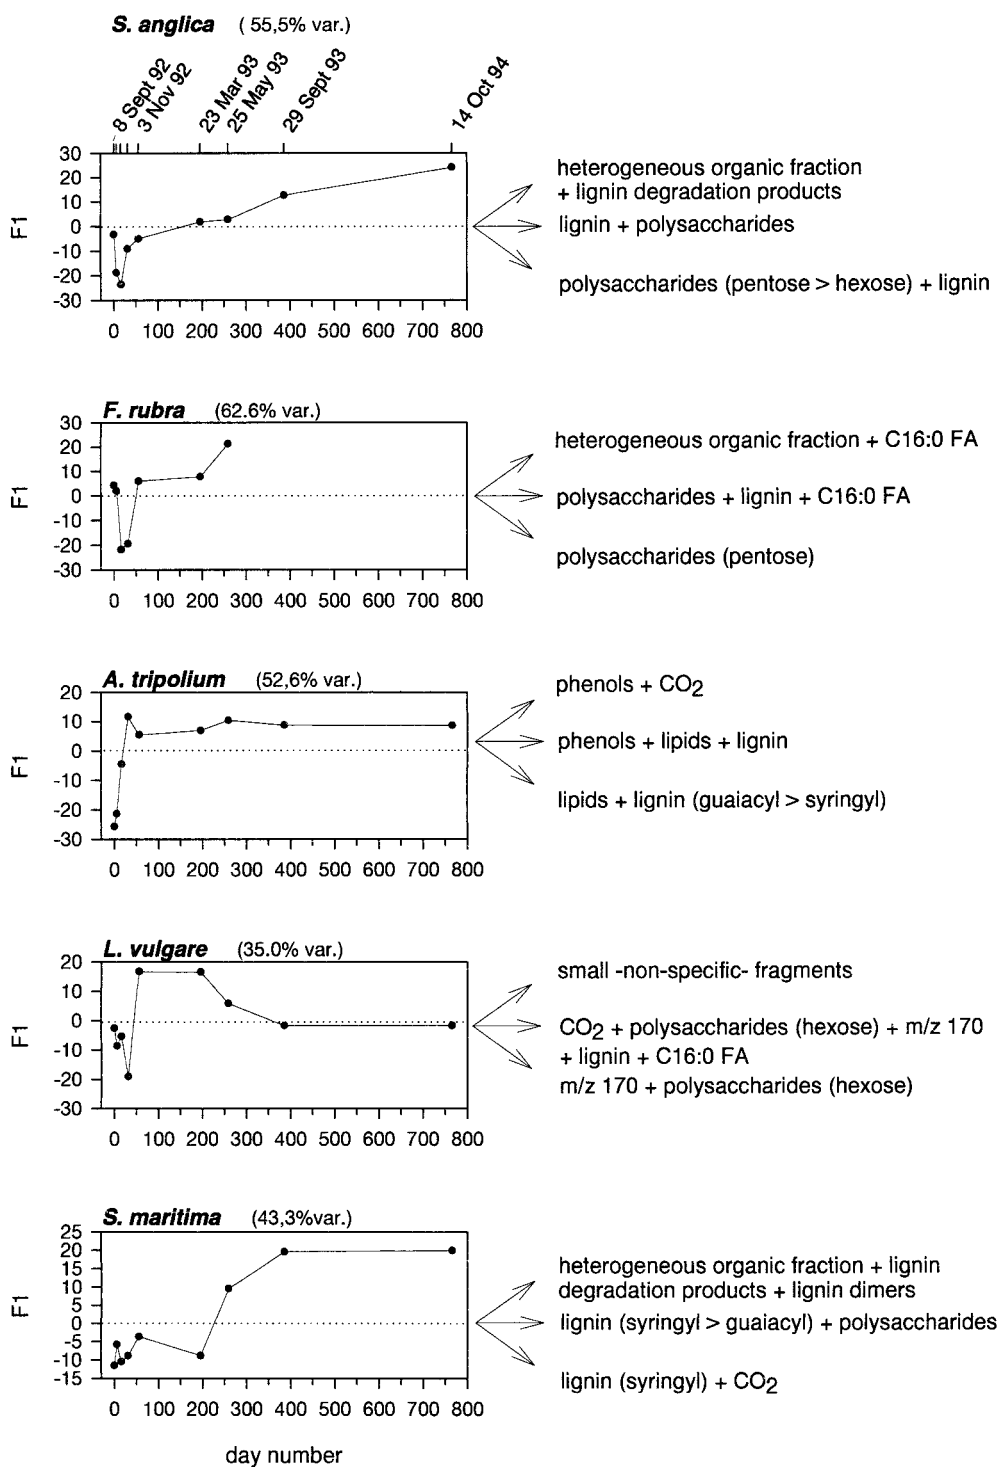 S. anglica ( 55,5% var.)
8 Sept 92
3 Nov 92
23 Mar 93
25 May 93
29 Sept 93
14 Oct 94
30
20
10
0
-10
-20
-30
F1
0 100 200 300 400 500 600 700 800
heterogeneous organic fraction
+ lignin degradation products
lignin + polysaccharides
polysaccharides (pentose > hexose) + lignin
F. rubra (62.6% var.)
30
20
10
0
-10
-20
-30
F1
0 100 200 300 400 500 600 700 800
heterogeneous organic fraction + C16:0 FA
polysaccharides + lignin + C16:0 FA
polysaccharides (pentose)
A. tripolium (52,6% var.)
20
10
0
-10
-20
-30
F1
0 100 200 300 400 500 600 700 800
phenols + CO2
phenols + lipids + lignin
lipids + lignin (guaiacyl > syringyl)
L. vulgare (35.0% var.)
20
10
0
-10
-20
-30
F1
0 100 200 300 400 500 600 700 800
small -non-specific- fragments
CO2 + polysaccharides (hexose) + m/z 170
+ lignin + C16:0 FA
m/z 170 + polysaccharides (hexose)
S. maritima (43,3%var.)
25
20
15
10
5
0
-5
-10
-15
F1
0 100 200 300 400 500 600 700 800
heterogeneous organic fraction + lignin
degradation products + lignin dimers
lignin (syringyl > guaiacyl) + polysaccharides
lignin (syringyl) + CO2
day number